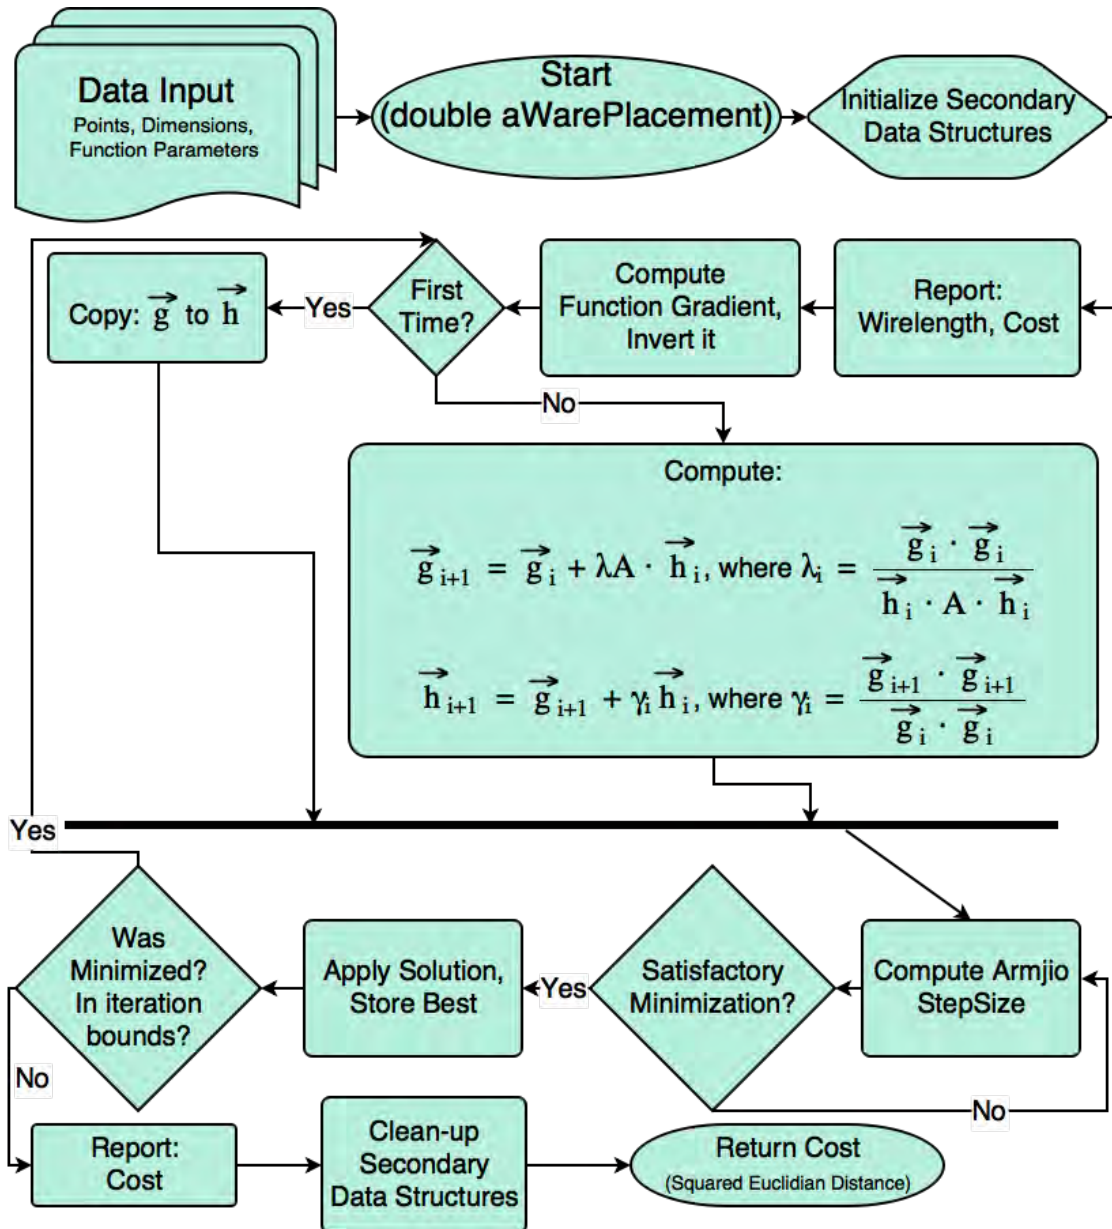 Data Input
Points, Dimensions,
Function Parameters
Start
(double aWarePlacement)
Initialize Secondary
Data Structures
Report:
Wirelength, Cost
Compute
Function Gradient,
Invert it
First
Time?
Yes
Copy: g⃗ to h⃗
No
Compute:
g⃗ i+1 = g⃗ i + λA · h⃗ i, where λi = (g⃗ i · g⃗ i) / (h⃗ i · A · h⃗ i)
h⃗ i+1 = g⃗ i+1 + γi h⃗ i, where γi = (g⃗ i+1 · g⃗ i+1) / (g⃗ i · g⃗ i)
Yes
Compute Armjio
StepSize
No
Satisfactory
Minimization?
Yes
Apply Solution,
Store Best
Was
Minimized?
In iteration
bounds?
No
Report:
Cost
Clean-up
Secondary
Data Structures
Return Cost
(Squared Euclidian Distance)